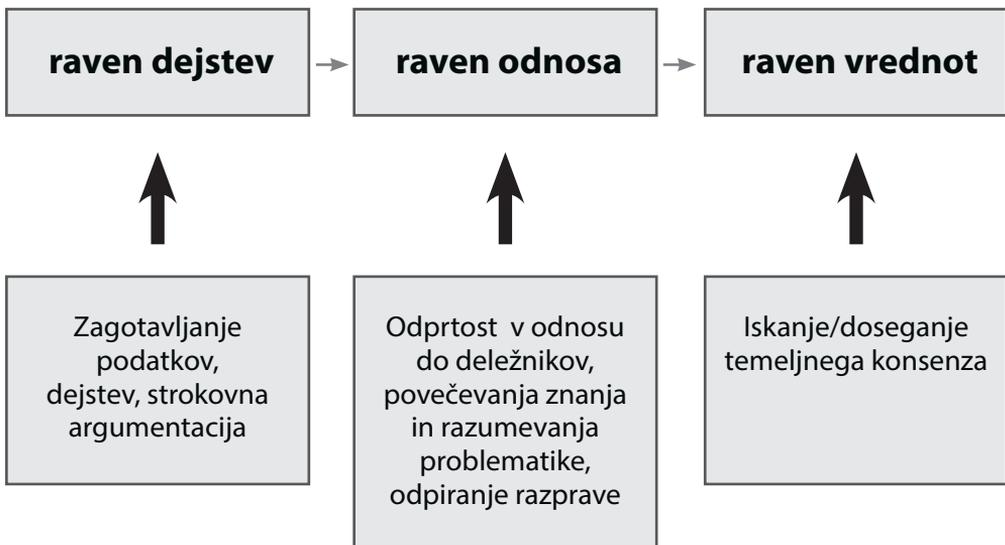 raven dejstev
raven odnosa
raven vrednot
Zagotavljanje
podatkov,
dejstev, strokovna
argumentacija
Odprtost v odnosu
do deležnikov,
povečevanja znanja
in razumevanja
problematike,
odpiranje razprave
Iskanje/doseganje
temeljnega konsenza